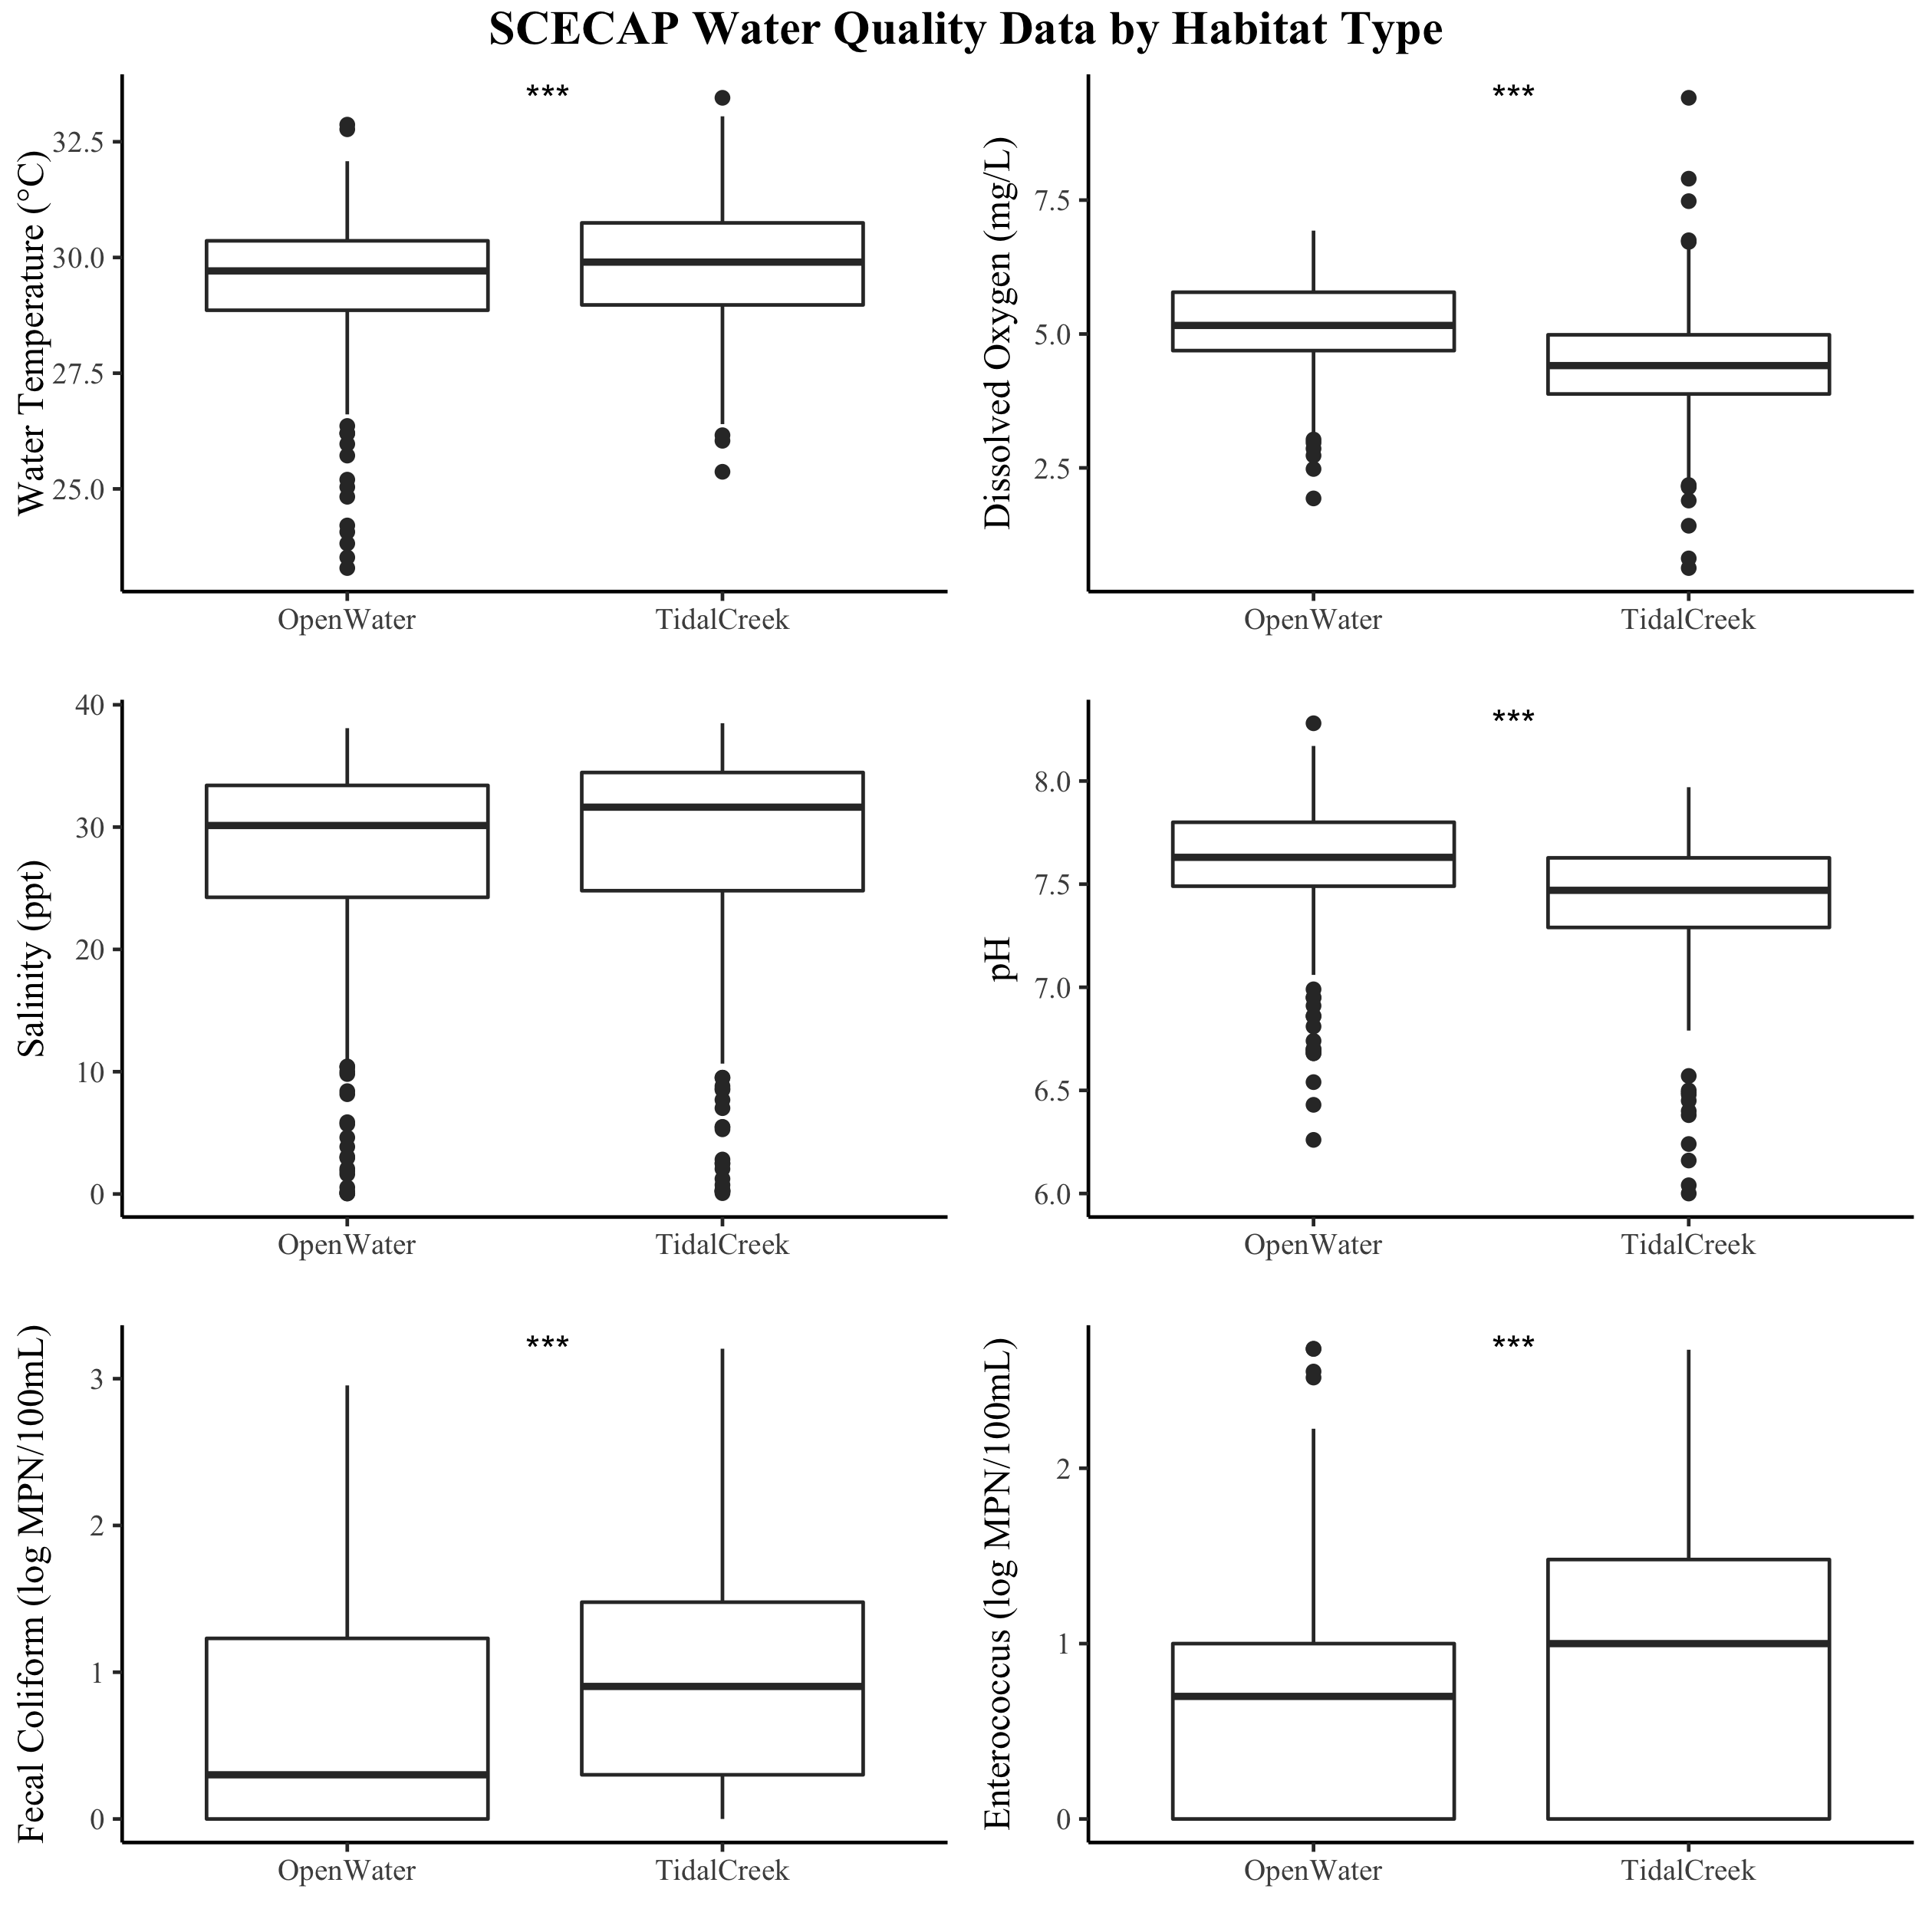 SCECAP Water Quality Data by Habitat Type
Water Temperature (°C)
32.5
30.0
27.5
25.0
***
OpenWater
TidalCreek
Dissolved Oxygen (mg/L)
7.5
5.0
2.5
***
OpenWater
TidalCreek
Salinity (ppt)
40
30
20
10
0
OpenWater
TidalCreek
pH
8.0
7.5
7.0
6.5
6.0
***
OpenWater
TidalCreek
Fecal Coliform (log MPN/100mL)
3
2
1
0
***
OpenWater
TidalCreek
Enterococcus (log MPN/100mL)
2
1
0
***
OpenWater
TidalCreek